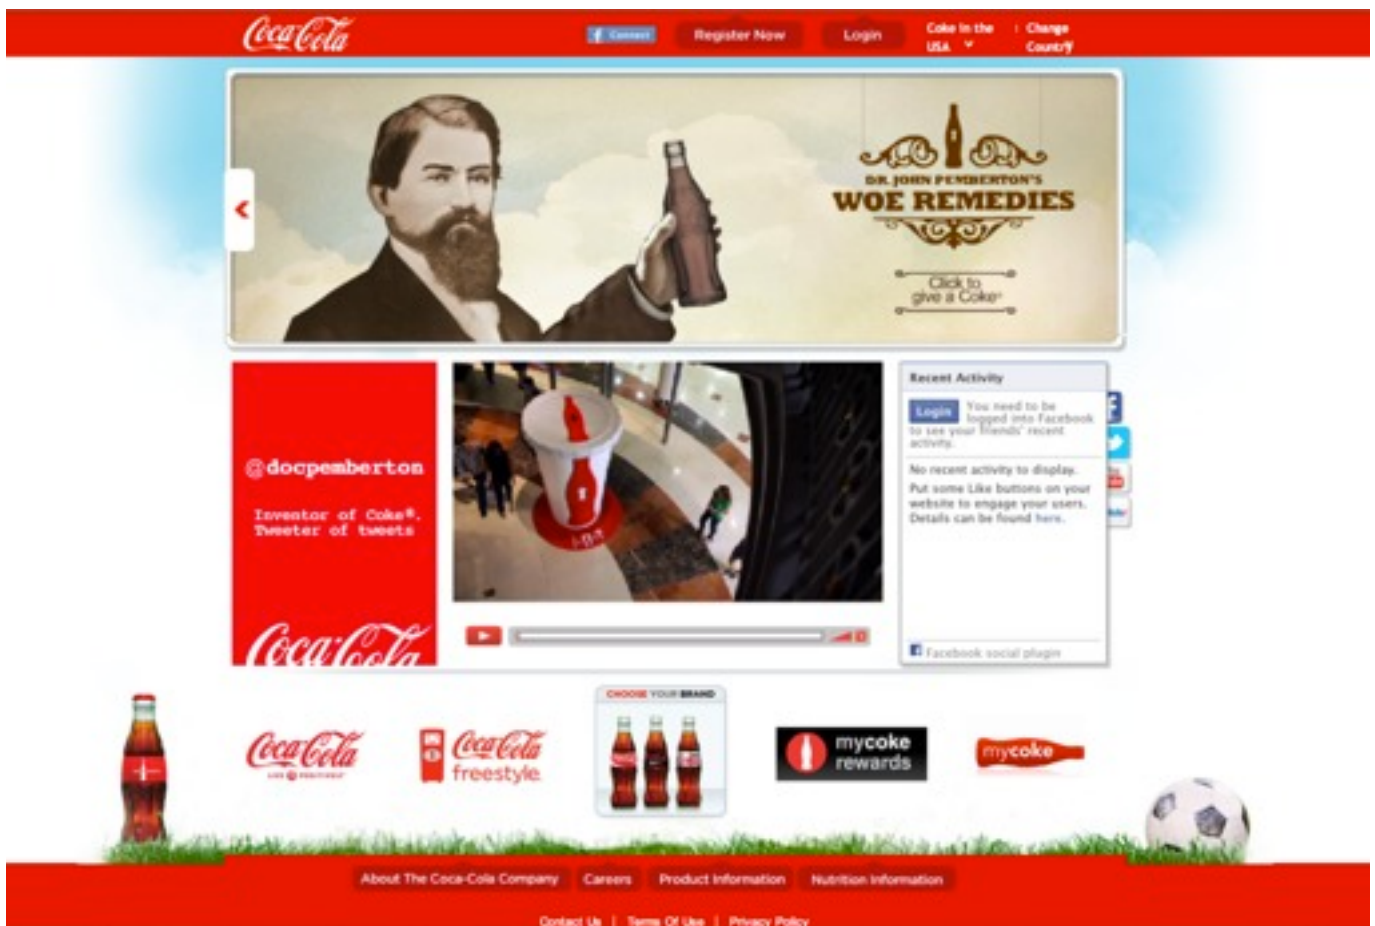 Coca-Cola
f Connect
Register Now
Login
Coke in the
USA
Change
Country
DR. JOHN PEMBERTON'S
WOE REMEDIES
Click to
give a Coke®
@docpemberton
Inventor of Coke®.
Tweeter of tweets
Coca-Cola
Recent Activity
Login You need to be
logged into Facebook
to see your friends' recent
activity.
No recent activity to display.
Put some Like buttons on your
website to engage your users.
Details can be found here.
Facebook social plugin
Coca-Cola
LIVE POSITIVELY
Coca-Cola
freestyle
CHOOSE YOUR BRAND
mycoke
rewards
mycoke
About The Coca-Cola Company
Careers
Product Information
Nutrition Information
Contact Us | Terms Of Use | Privacy Policy